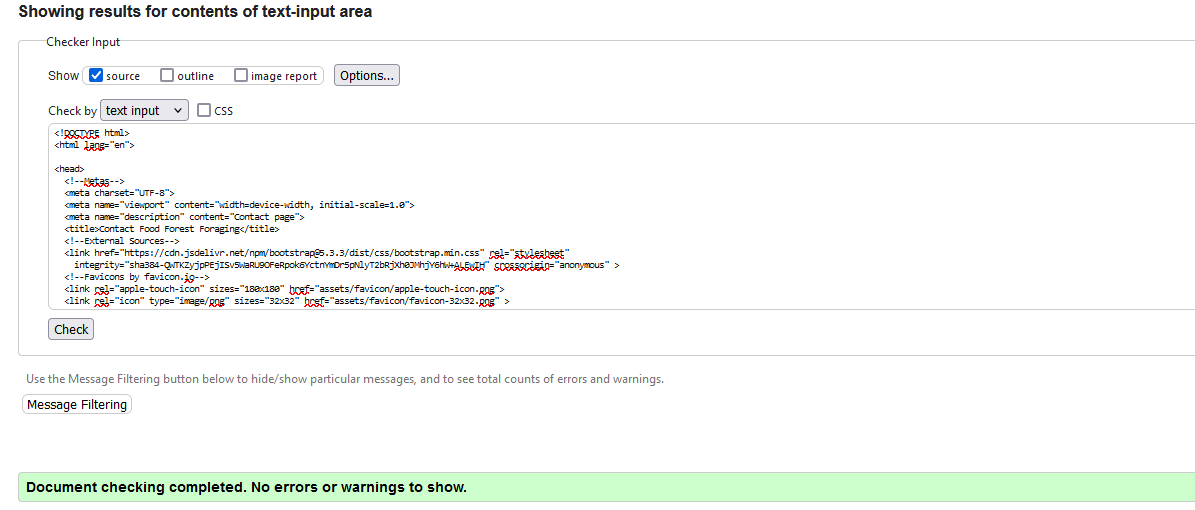 Showing results for contents of text-input area
Checker Input
Show source outline image report Options...
Check by text input CSS
<!DOCTYPE html>
<html lang="en">
<head>
<!--Metas-->
<meta charset="UTF-8">
<meta name="viewport" content="width=device-width, initial-scale=1.0">
<meta name="description" content="Contact page">
<title>Contact Food Forest Foraging</title>
<!--External Sources-->
<link href="https://cdn.jsdelivr.net/npm/bootstrap@5.3.3/dist/css/bootstrap.min.css" rel="stylesheet"
integrity="sha384-QWTKZyjpPEjISv5WaRU9OFeRpok6YctnYmDr5pNlyT2bRjXh0JMhjY6hW+ALEwIH" crossorigin="anonymous" >
<!--Favicons by favicon.io-->
<link rel="apple-touch-icon" sizes="180x180" href="assets/favicon/apple-touch-icon.png">
<link rel="icon" type="image/png" sizes="32x32" href="assets/favicon/favicon-32x32.png" >
Check
Use the Message Filtering button below to hide/show particular messages, and to see total counts of errors and warnings.
Message Filtering
Document checking completed. No errors or warnings to show.